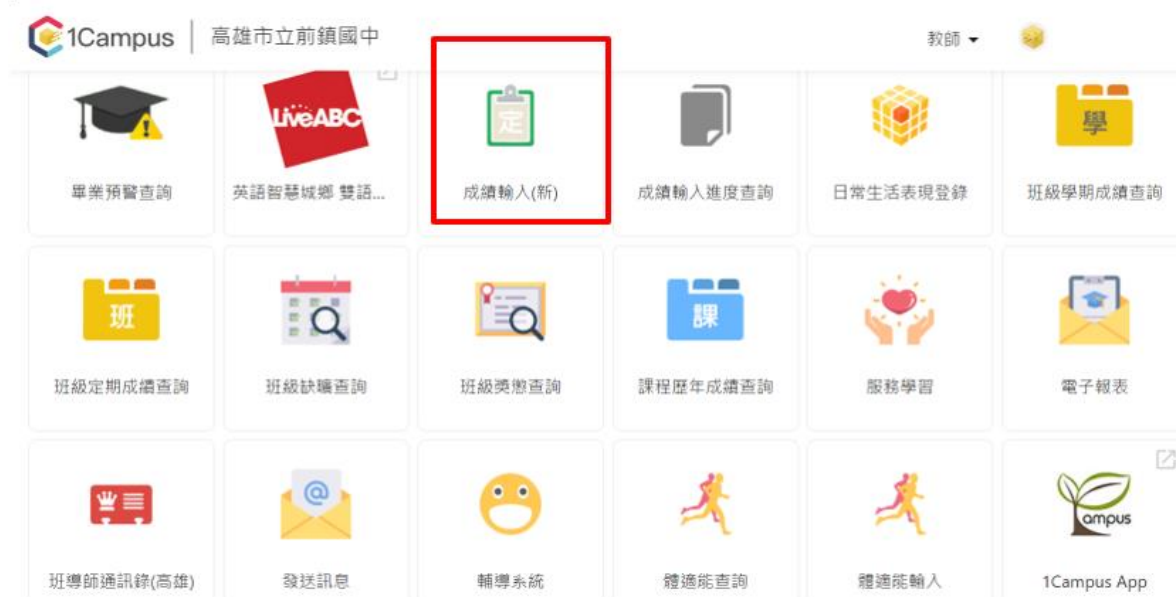 1Campus 高雄市立前鎮國中 教師
LiveABC
定
學
畢業預警查詢 英語智慧城鄉 雙語... 成績輸入(新) 成績輸入進度查詢 日常生活表現登錄 班級學期成績查詢
班 課
班級定期成績查詢 班級缺曠查詢 班級獎懲查詢 課程歷年成績查詢 服務學習 電子報表
@
ampus
班導師通訊錄(高雄) 發送訊息 輔導系統 體適能查詢 體適能輸入 1Campus App